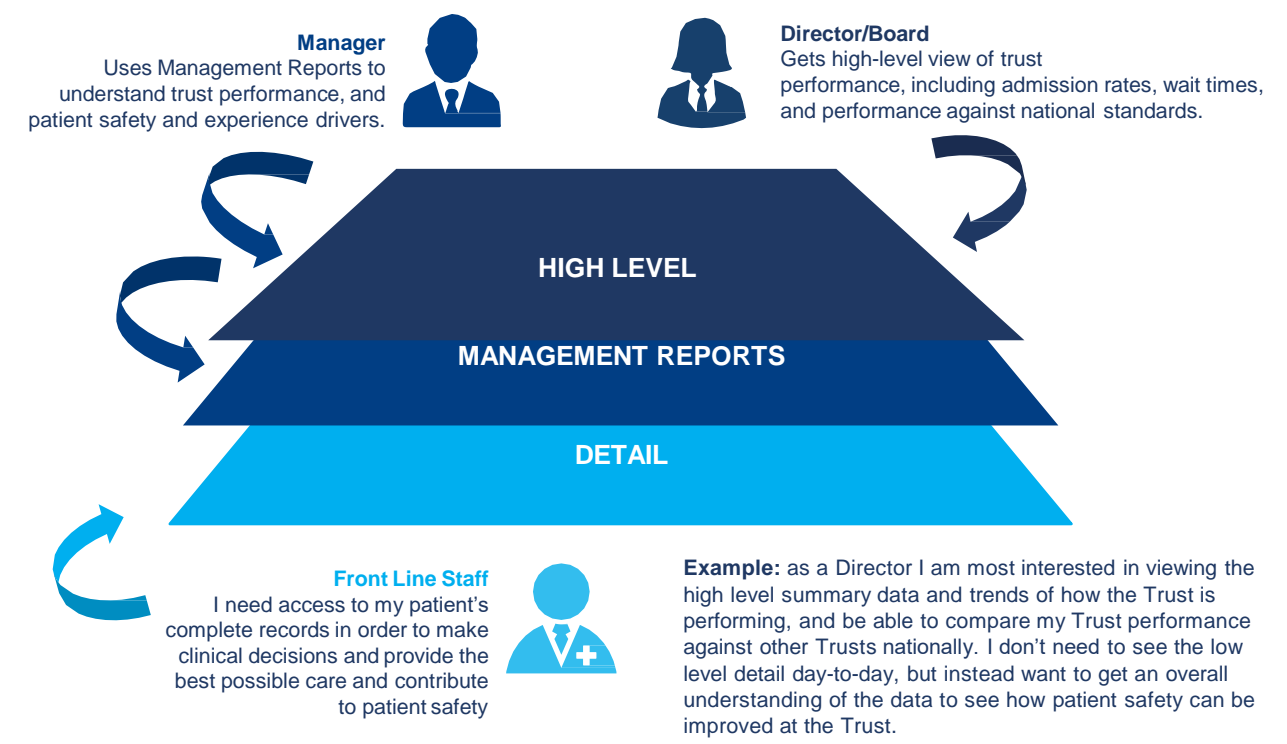 Manager
Uses Management Reports to
understand trust performance, and
patient safety and experience drivers.
Director/Board
Gets high-level view of trust
performance, including admission rates, wait times,
and performance against national standards.
HIGH LEVEL
MANAGEMENT REPORTS
DETAIL
Front Line Staff
I need access to my patient’s
complete records in order to make
clinical decisions and provide the
best possible care and contribute
to patient safety
Example: as a Director I am most interested in viewing the
high level summary data and trends of how the Trust is
performing, and be able to compare my Trust performance
against other Trusts nationally. I don’t need to see the low
level detail day-to-day, but instead want to get an overall
understanding of the data to see how patient safety can be
improved at the Trust.